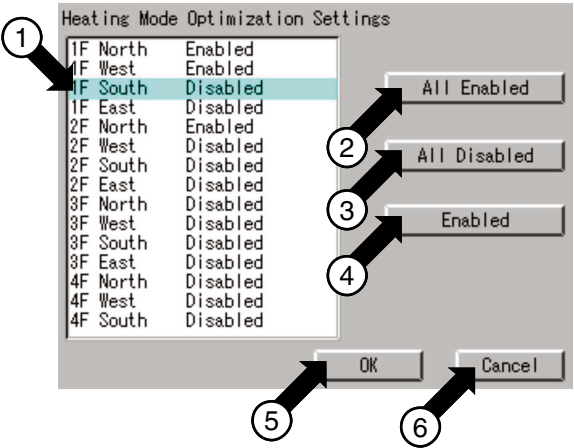 Heating Mode Optimization Settings
1
1F North Enabled
1F West Enabled
1F South Disabled
1F East Disabled
2F North Enabled
2F West Disabled
2F South Disabled
2F East Disabled
3F North Disabled
3F West Disabled
3F South Disabled
3F East Disabled
4F North Disabled
4F West Disabled
4F South Disabled
All Enabled
2
All Disabled
3
Enabled
4
OK
Cancel
5
6